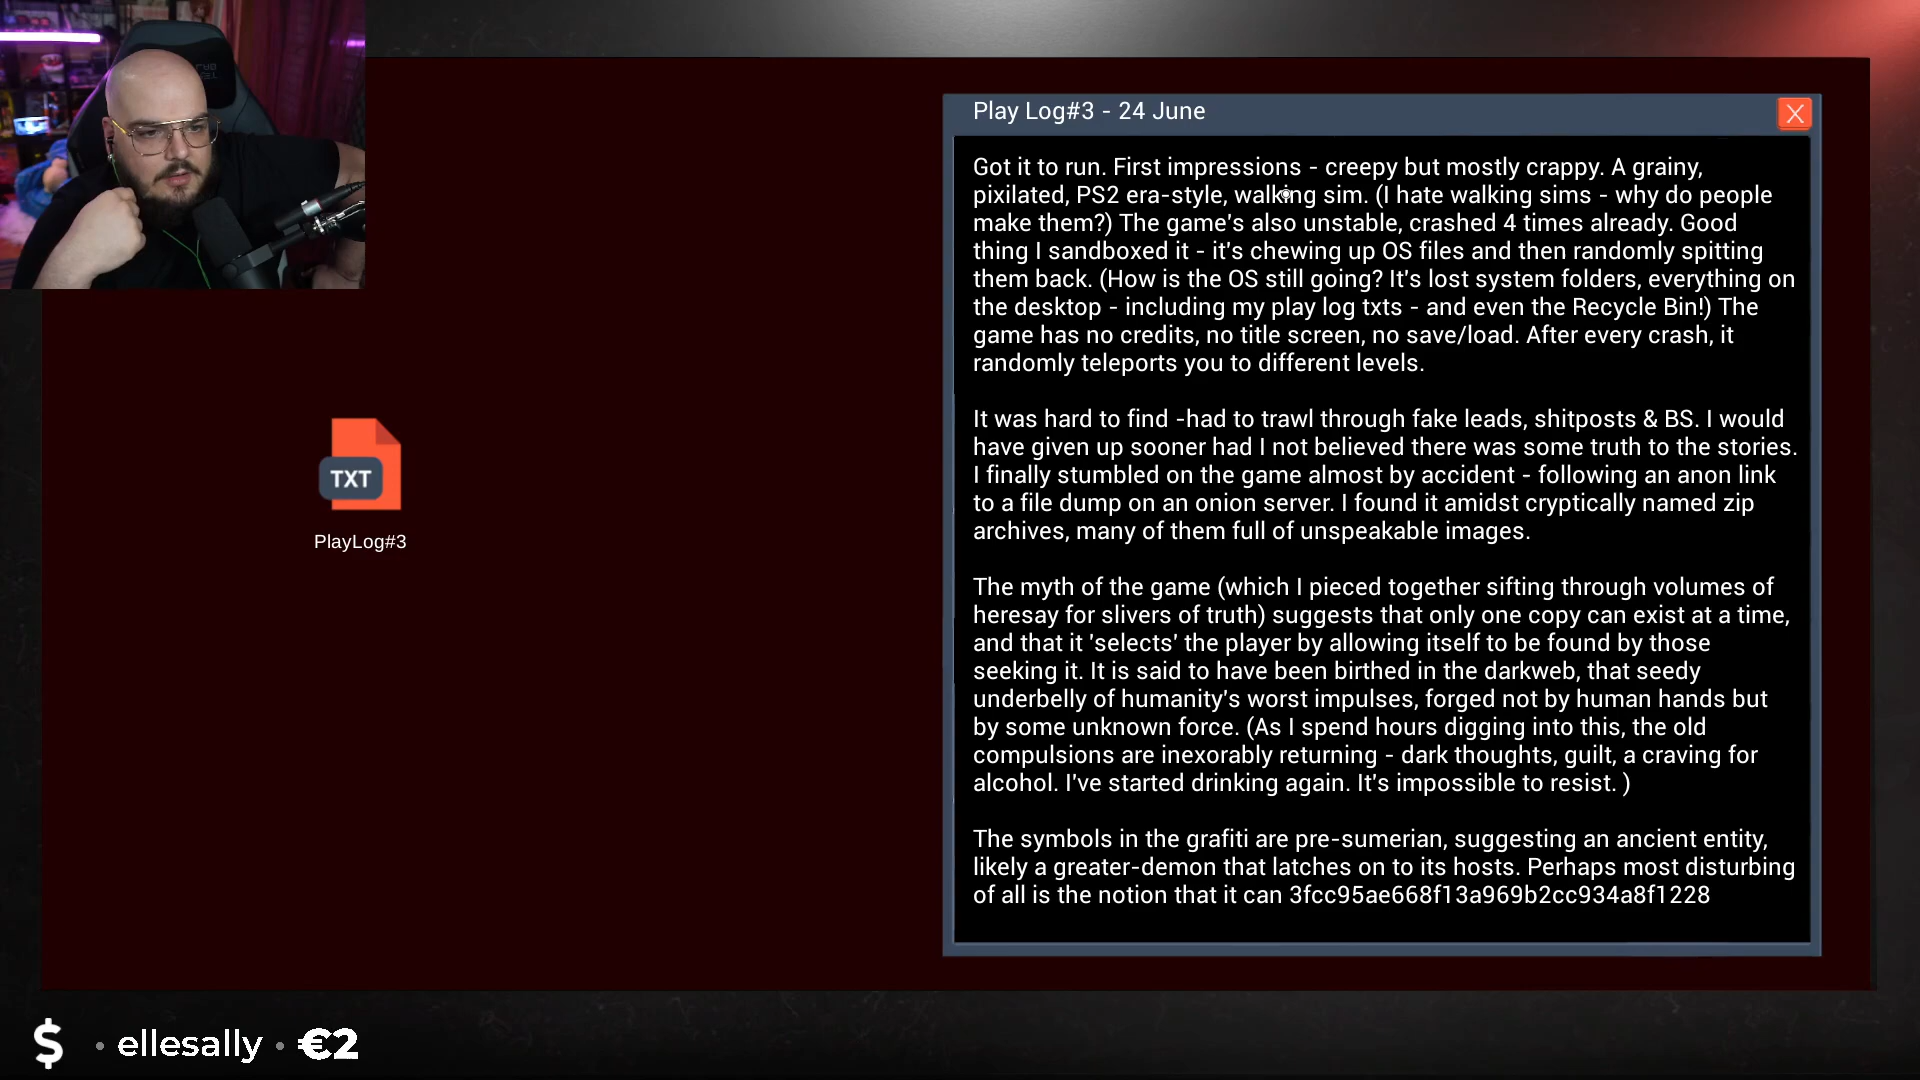 Play Log#3 - 24 June
X
Got it to run. First impressions - creepy but mostly crappy. A grainy,
pixilated, PS2 era-style, walking sim. (I hate walking sims - why do people
make them?) The game's also unstable, crashed 4 times already. Good
thing I sandboxed it - it's chewing up OS files and then randomly spitting
them back. (How is the OS still going? It's lost system folders, everything on
the desktop - including my play log txts - and even the Recycle Bin!) The
game has no credits, no title screen, no save/load. After every crash, it
randomly teleports you to different levels.
It was hard to find -had to trawl through fake leads, shitposts & BS. I would
have given up sooner had I not believed there was some truth to the stories.
I finally stumbled on the game almost by accident - following an anon link
to a file dump on an onion server. I found it amidst cryptically named zip
archives, many of them full of unspeakable images.
The myth of the game (which I pieced together sifting through volumes of
heresay for slivers of truth) suggests that only one copy can exist at a time,
and that it 'selects' the player by allowing itself to be found by those
seeking it. It is said to have been birthed in the darkweb, that seedy
underbelly of humanity's worst impulses, forged not by human hands but
by some unknown force. (As I spend hours digging into this, the old
compulsions are inexorably returning - dark thoughts, guilt, a craving for
alcohol. I've started drinking again. It's impossible to resist. )
The symbols in the grafiti are pre-sumerian, suggesting an ancient entity,
likely a greater-demon that latches on to its hosts. Perhaps most disturbing
of all is the notion that it can 3fcc95ae668f13a969b2cc934a8f1228
TXT
PlayLog#3
$ • ellesally • €2